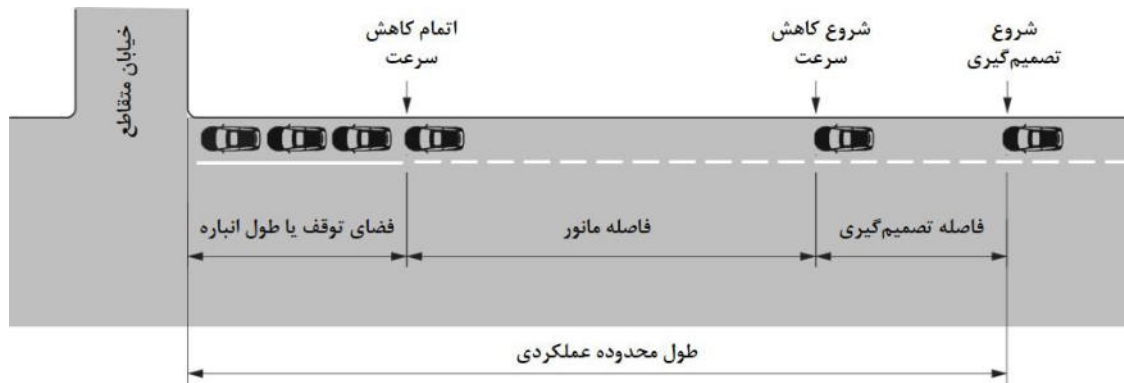 شروع
تصمیم‌گیری
شروع کاهش
سرعت
اتمام کاهش
سرعت
خیابان متقاطع
فاصله تصمیم‌گیری
فاصله مانور
فضای توقف یا طول انباره
طول محدوده عملکردی